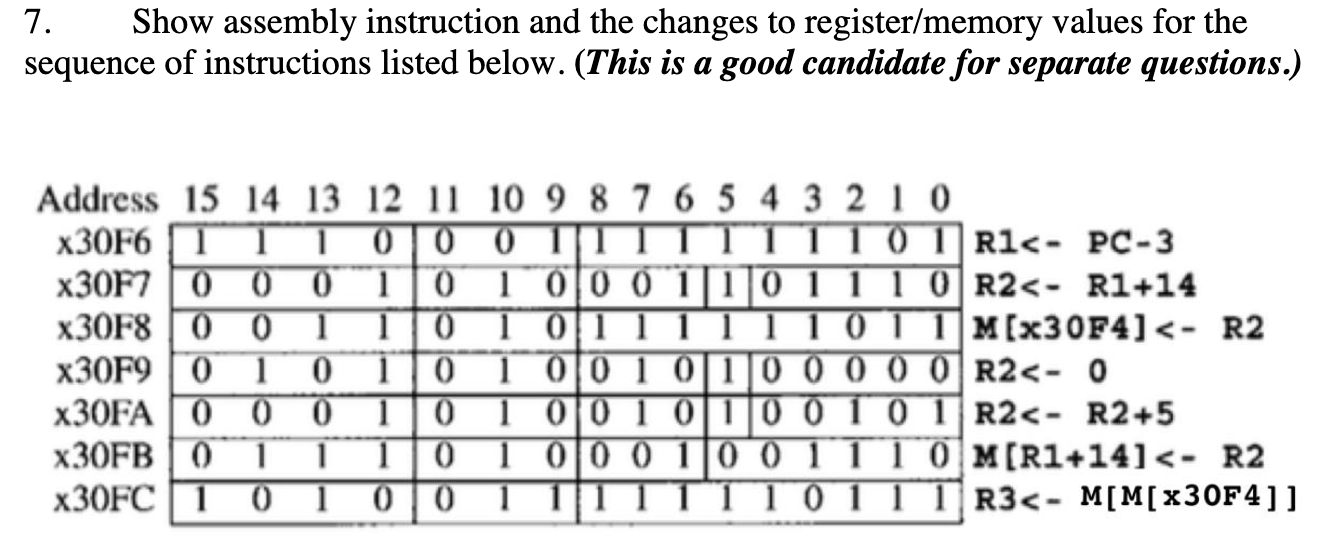 7. Show assembly instruction and the changes to register/memory values for the
sequence of instructions listed below. (This is a good candidate for separate questions.)
Address 15 14 13 12 11 10 9 8 7 6 5 4 3 2 1 0
x30F6 1 1 1 0 0 0 1 1 1 1 1 1 1 1 0 1 R1<- PC-3
x30F7 0 0 0 1 0 1 0 0 0 1 1 0 1 1 1 0 R2<- R1+14
x30F8 0 0 1 1 0 1 0 1 1 1 1 1 1 0 1 1 M[x30F4]<- R2
x30F9 0 1 0 1 0 1 0 0 1 0 1 0 0 0 0 0 R2<- 0
x30FA 0 0 0 1 0 1 0 0 1 0 1 0 0 1 0 1 R2<- R2+5
x30FB 0 1 1 1 0 1 0 0 0 1 0 0 1 1 1 0 M[R1+14]<- R2
x30FC 1 0 1 0 0 1 1 1 1 1 1 1 0 1 1 1 R3<- M[M[x30F4]]